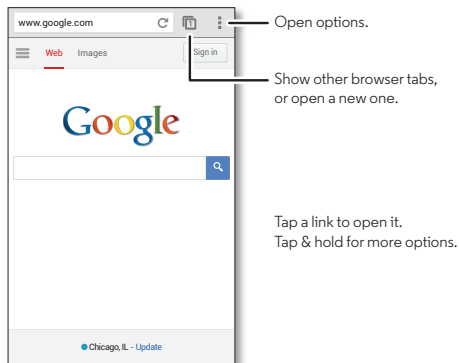 www.google.com
1
Open options.
Web Images Sign in
Show other browser tabs,
or open a new one.
Google
Tap a link to open it.
Tap & hold for more options.
Chicago, IL - Update